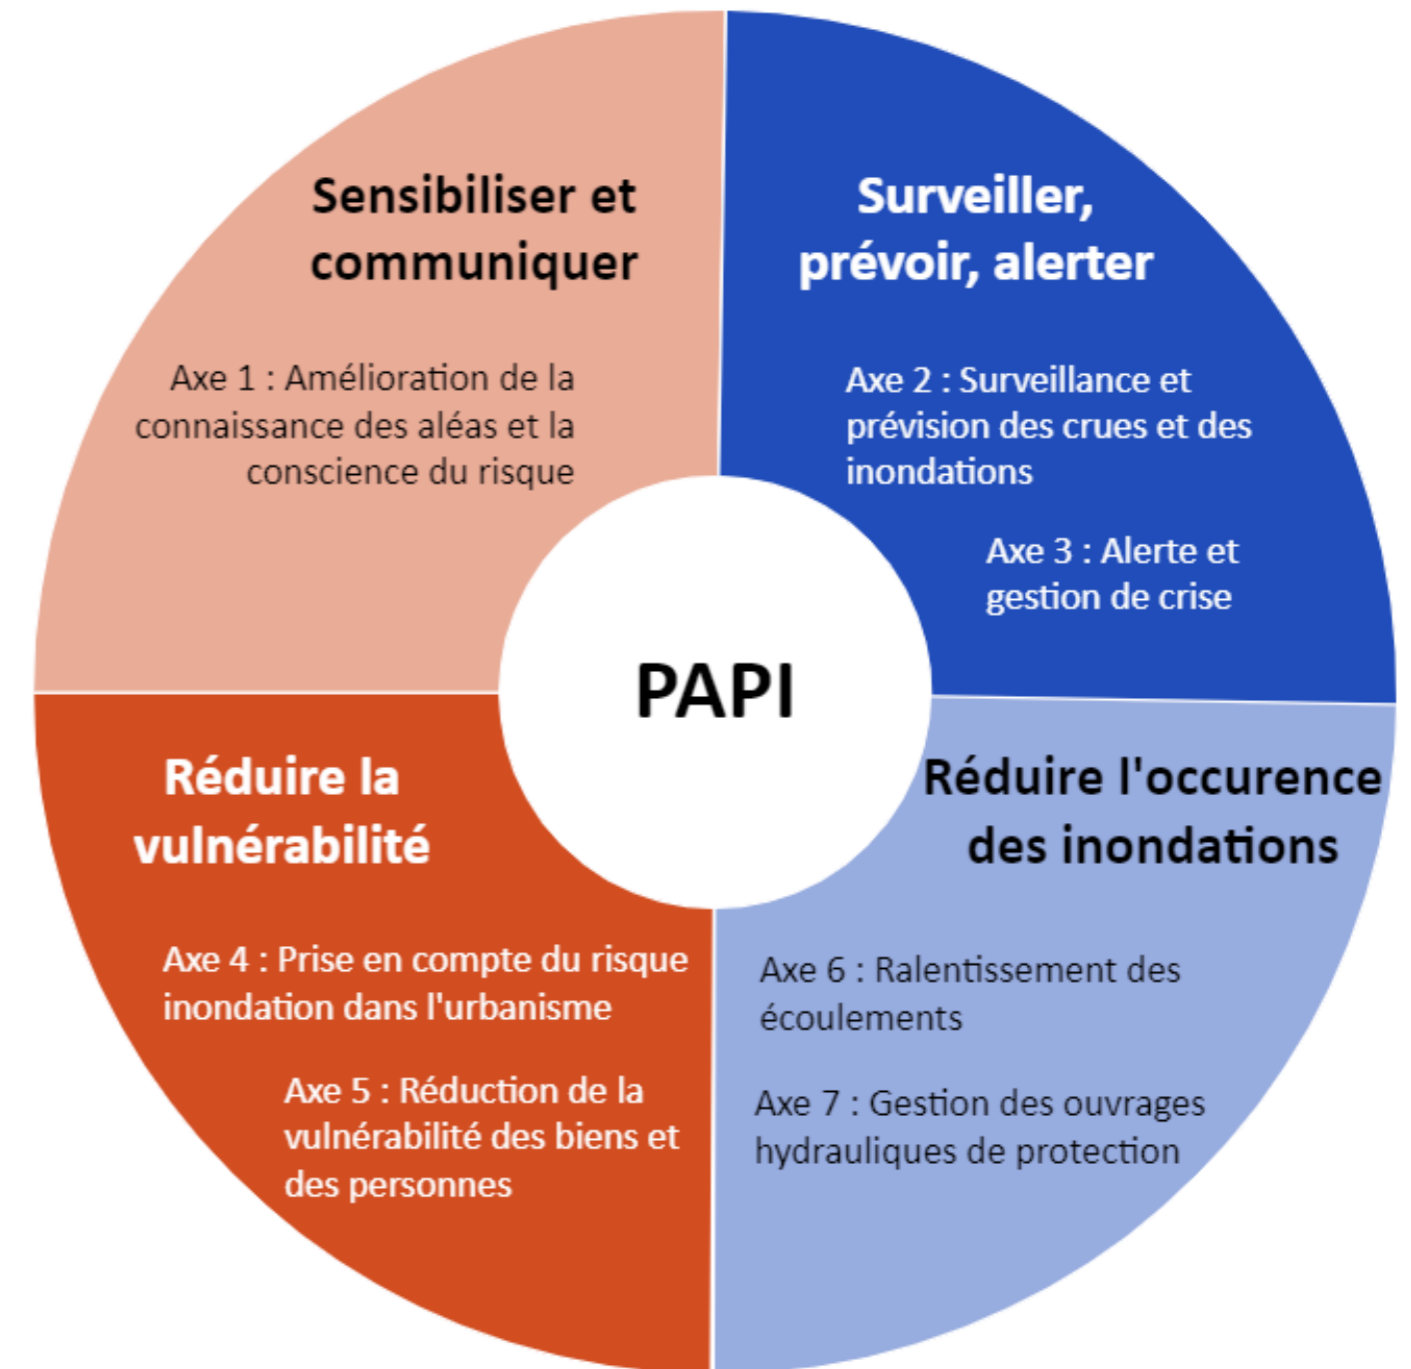 Sensibiliser et
communiquer
Axe 1 : Amélioration de la
connaissance des aléas et la
conscience du risque
Surveiller,
prévoir, alerter
Axe 2 : Surveillance et
prévision des crues et des
inondations
Axe 3 : Alerte et
gestion de crise
PAPI
Réduire la
vulnérabilité
Axe 4 : Prise en compte du risque
inondation dans l'urbanisme
Axe 5 : Réduction de la
vulnérabilité des biens et
des personnes
Réduire l'occurence
des inondations
Axe 6 : Ralentissement des
écoulements
Axe 7 : Gestion des ouvrages
hydrauliques de protection